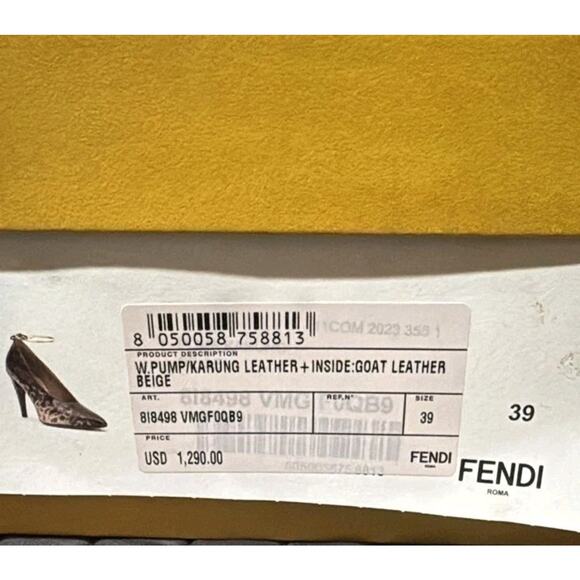 1COM 2023 358 1
8 050058 758813
PRODUCT DESCRIPTION
W.PUMP/KARUNG LEATHER+INSIDE:GOAT LEATHER
BEIGE
8I8498 VMG F0QB9
ART. REF.N° SIZE
8I8498 VMGF0QB9 39
39
PRICE
USD 1,290.00
FENDI
ROMA
FENDI
ROMA